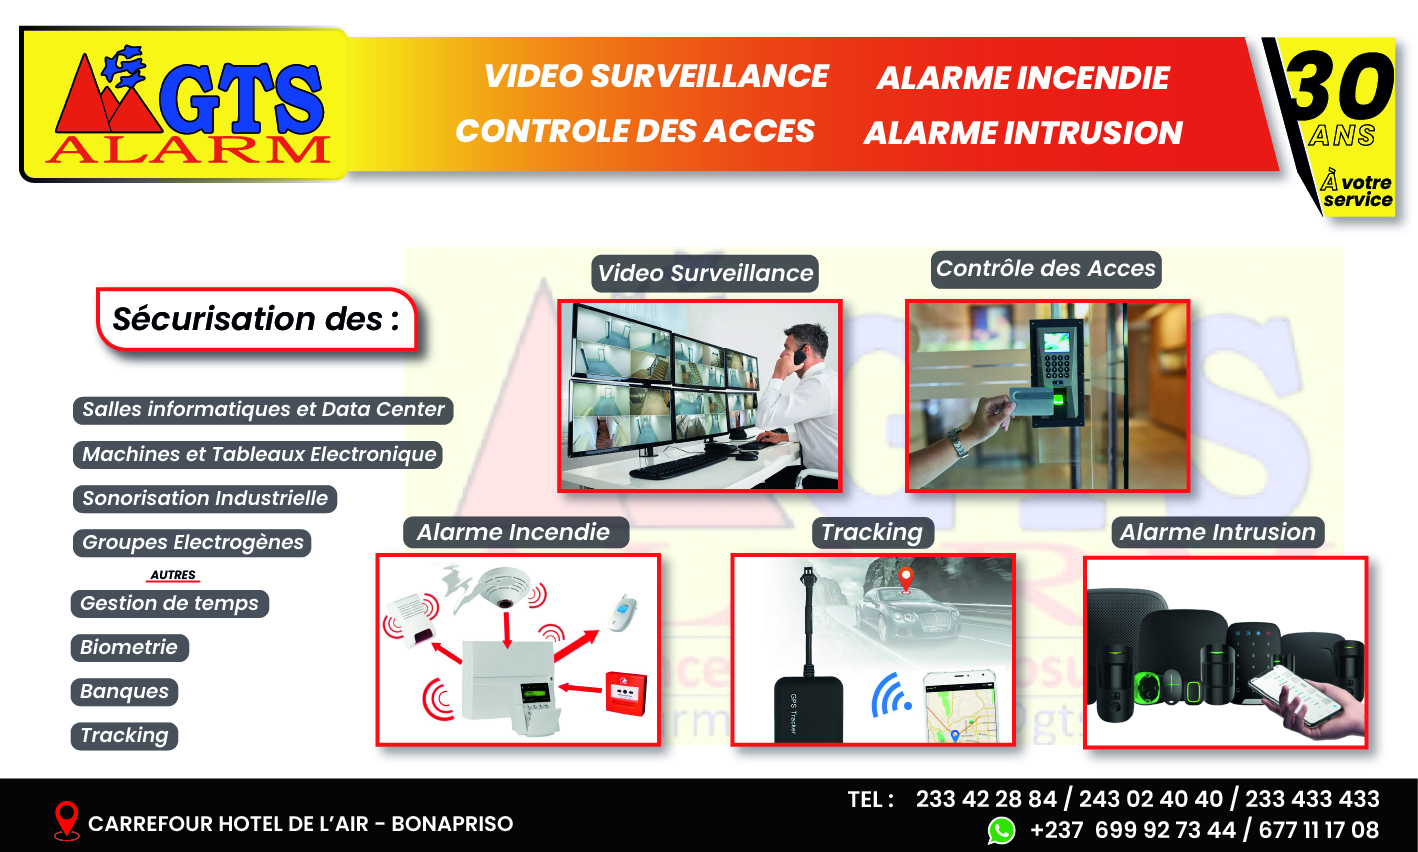 GTS
ALARM
VIDEO SURVEILLANCE
ALARME INCENDIE
CONTROLE DES ACCES
ALARME INTRUSION
30
ANS
À votre
service
Sécurisation des :
Salles informatiques et Data Center
Machines et Tableaux Electronique
Sonorisation Industrielle
Groupes Electrogènes
AUTRES
Gestion de temps
Biometrie
Banques
Tracking
Video Surveillance
Contrôle des Acces
Alarme Incendie
Tracking
Alarme Intrusion
GPS Tracker
CARREFOUR HOTEL DE L'AIR - BONAPRISO
TEL : 233 42 28 84 / 243 02 40 40 / 233 433 433
+237 699 92 73 44 / 677 11 17 08